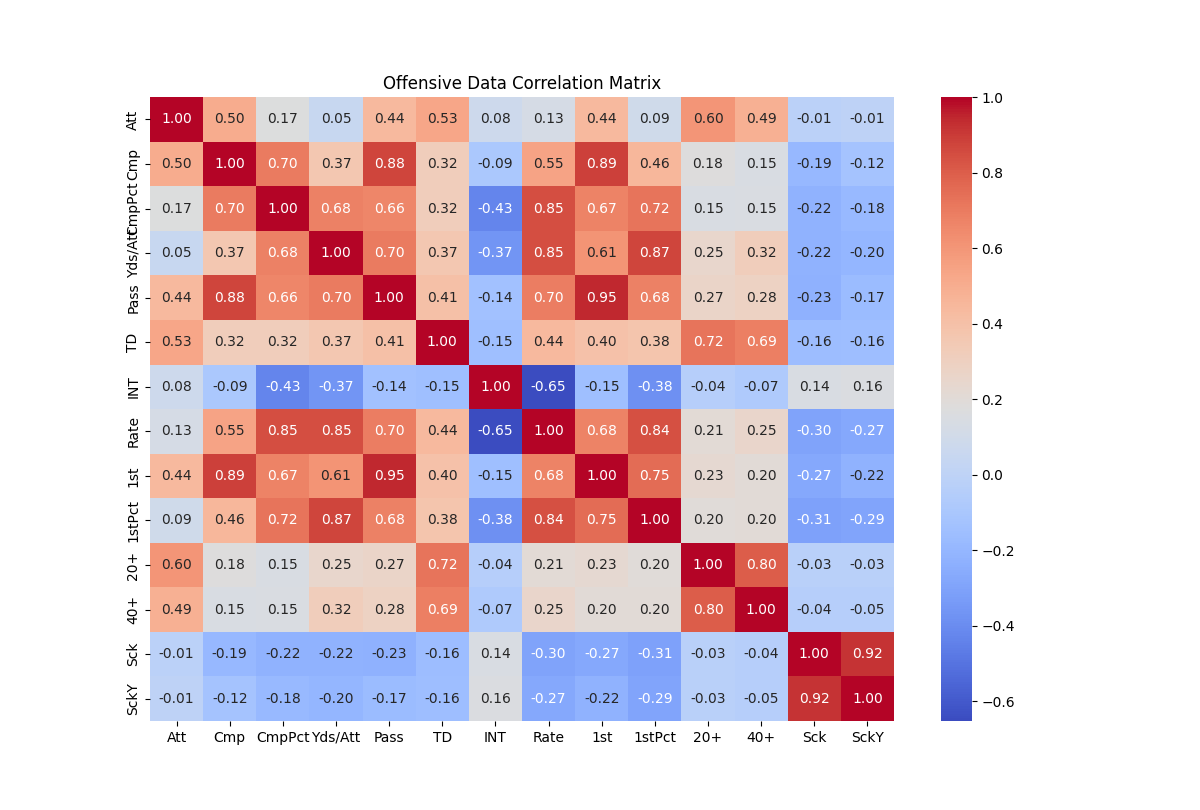 Offensive Data Correlation Matrix
Att 1.00 0.50 0.17 0.05 0.44 0.53 0.08 0.13 0.44 0.09 0.60 0.49 -0.01 -0.01
Cmp 0.50 1.00 0.70 0.37 0.88 0.32 -0.09 0.55 0.89 0.46 0.18 0.15 -0.19 -0.12
CmpPct 0.17 0.70 1.00 0.68 0.66 0.32 -0.43 0.85 0.67 0.72 0.15 0.15 -0.22 -0.18
Yds/Att 0.05 0.37 0.68 1.00 0.70 0.37 -0.37 0.85 0.61 0.87 0.25 0.32 -0.22 -0.20
Pass 0.44 0.88 0.66 0.70 1.00 0.41 -0.14 0.70 0.95 0.68 0.27 0.28 -0.23 -0.17
TD 0.53 0.32 0.32 0.37 0.41 1.00 -0.15 0.44 0.40 0.38 0.72 0.69 -0.16 -0.16
INT 0.08 -0.09 -0.43 -0.37 -0.14 -0.15 1.00 -0.65 -0.15 -0.38 -0.04 -0.07 0.14 0.16
Rate 0.13 0.55 0.85 0.85 0.70 0.44 -0.65 1.00 0.68 0.84 0.21 0.25 -0.30 -0.27
1st 0.44 0.89 0.67 0.61 0.95 0.40 -0.15 0.68 1.00 0.75 0.23 0.20 -0.27 -0.22
1stPct 0.09 0.46 0.72 0.87 0.68 0.38 -0.38 0.84 0.75 1.00 0.20 0.20 -0.31 -0.29
20+ 0.60 0.18 0.15 0.25 0.27 0.72 -0.04 0.21 0.23 0.20 1.00 0.80 -0.03 -0.03
40+ 0.49 0.15 0.15 0.32 0.28 0.69 -0.07 0.25 0.20 0.20 0.80 1.00 -0.04 -0.05
Sck -0.01 -0.19 -0.22 -0.22 -0.23 -0.16 0.14 -0.30 -0.27 -0.31 -0.03 -0.04 1.00 0.92
SckY -0.01 -0.12 -0.18 -0.20 -0.17 -0.16 0.16 -0.27 -0.22 -0.29 -0.03 -0.05 0.92 1.00
Att Cmp CmpPct Yds/Att Pass TD INT Rate 1st 1stPct 20+ 40+ Sck SckY
1.0
0.8
0.6
0.4
0.2
0.0
−0.2
−0.4
−0.6